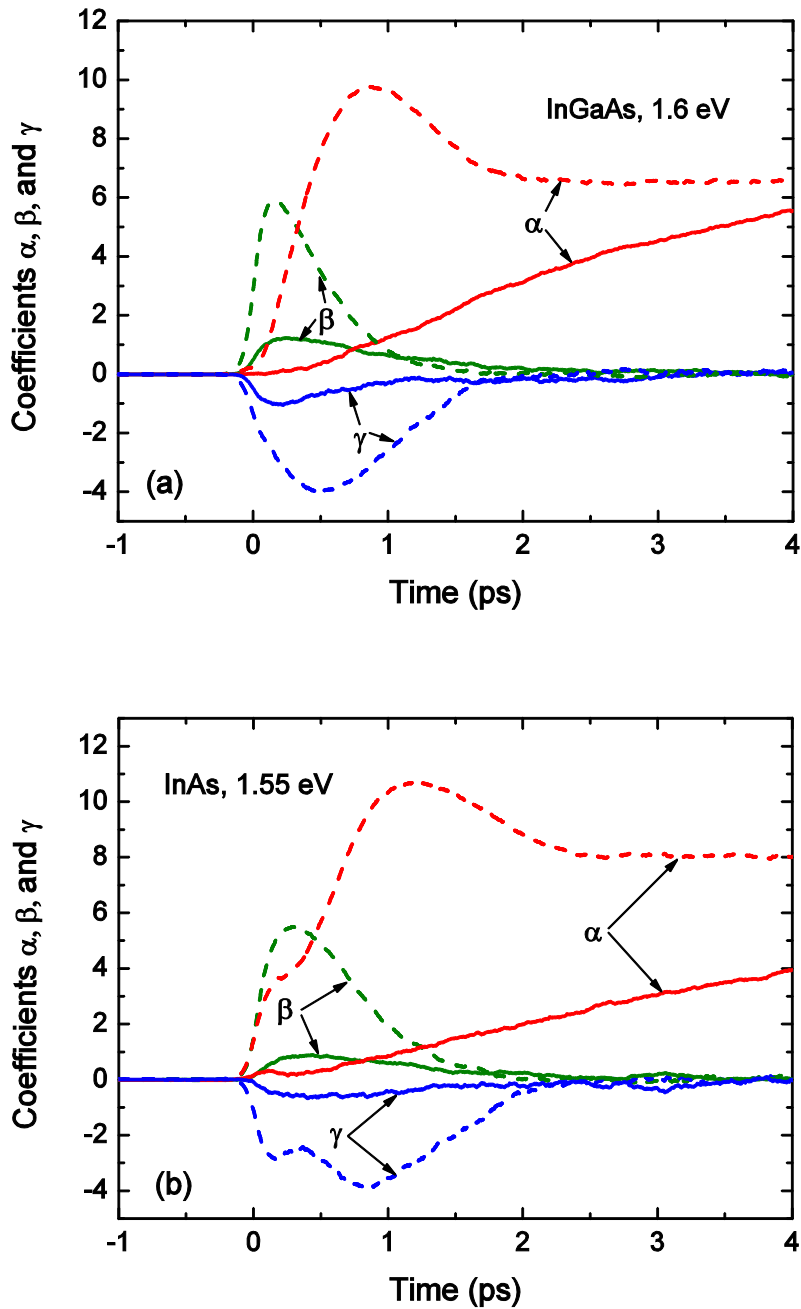 Coefficients α, β, and γ
12
10
8
6
4
2
0
-2
-4
InGaAs, 1.6 eV
α
β
γ
(a)
-1 0 1 2 3 4
Time (ps)
Coefficients α, β, and γ
12
10
8
6
4
2
0
-2
-4
InAs, 1.55 eV
α
β
γ
(b)
-1 0 1 2 3 4
Time (ps)